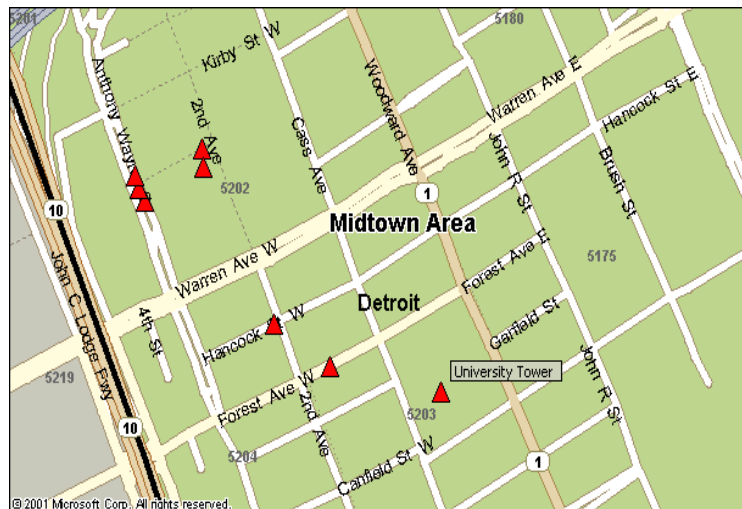 5201
5180
Kirby St W
Woodward Ave
Warren Ave E
Anthony Wayne
2nd Ave
Cass Ave
Hancock St E
John R St
Brush St
5202
10
1
Midtown Area
Warren Ave W
Forest Ave E
5175
John C Lodge Fwy
4th St
Detroit
Hancock St W
Garfield St
5219
University Tower
Forest Ave W
2nd Ave
5203
John R St
10
5204
Canfield St W
1
© 2001 Microsoft Corp. All rights reserved.